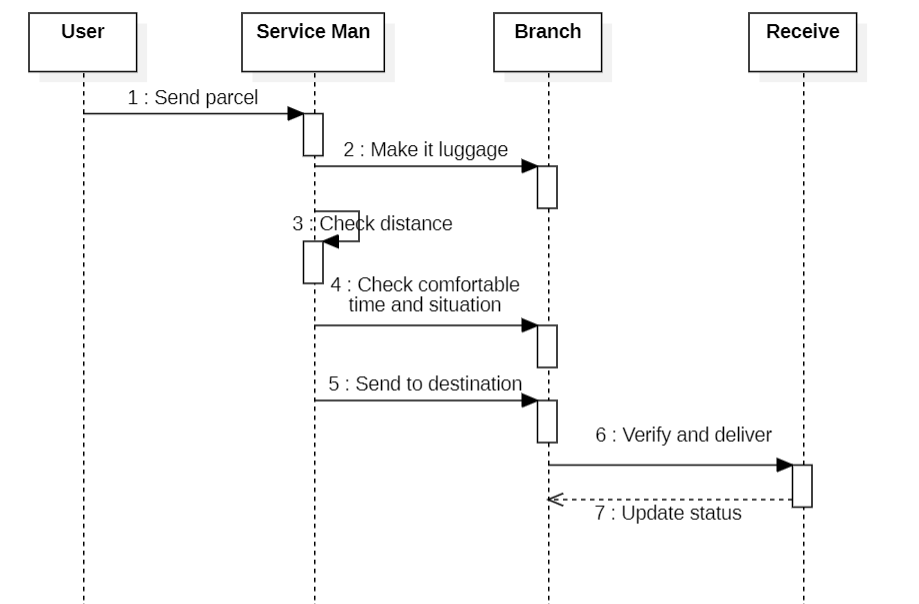 User
Service Man
Branch
Receive
1 : Send parcel
2 : Make it luggage
3 : Check distance
4 : Check comfortable
time and situation
5 : Send to destination
6 : Verify and deliver
7 : Update status